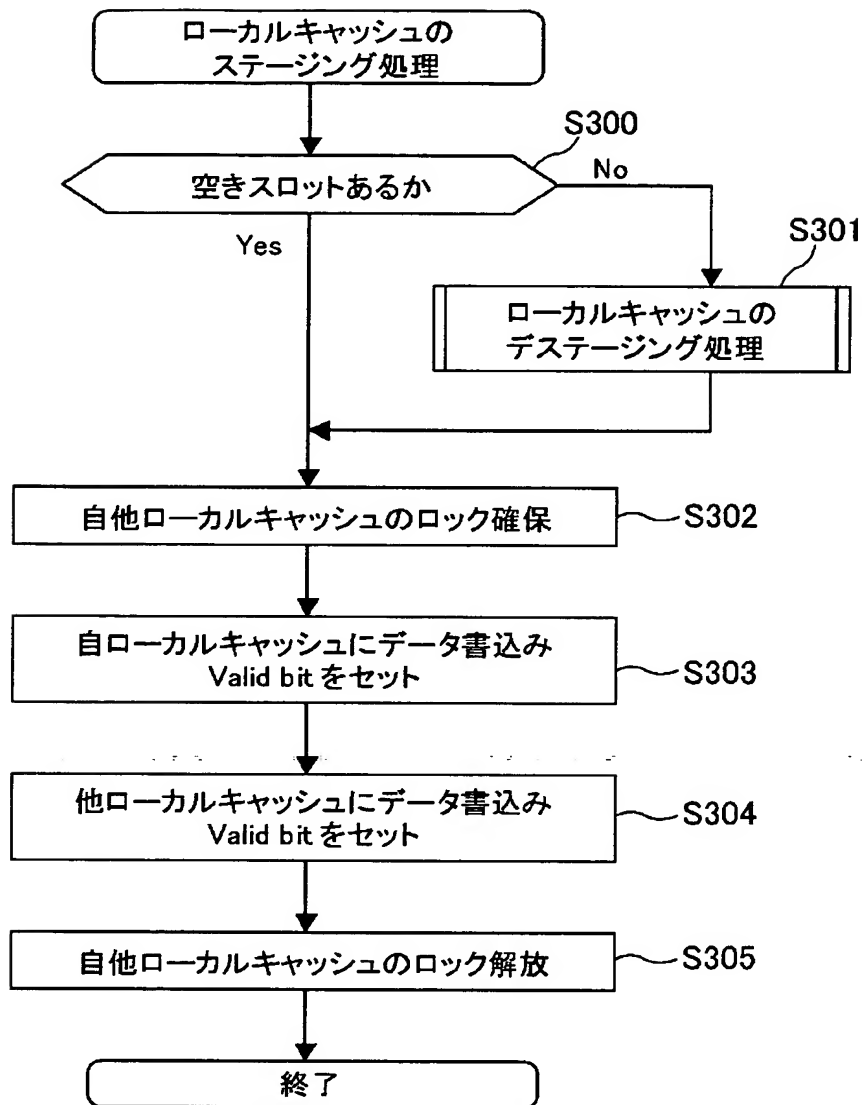 ローカルキャッシュの
ステージング処理
S300
空きスロットあるか
No
Yes
S301
ローカルキャッシュの
デステージング処理
自他ローカルキャッシュのロック確保
S302
自ローカルキャッシュにデータ書込み
Valid bitをセット
S303
他ローカルキャッシュにデータ書込み
Valid bitをセット
S304
自他ローカルキャッシュのロック解放
S305
終了